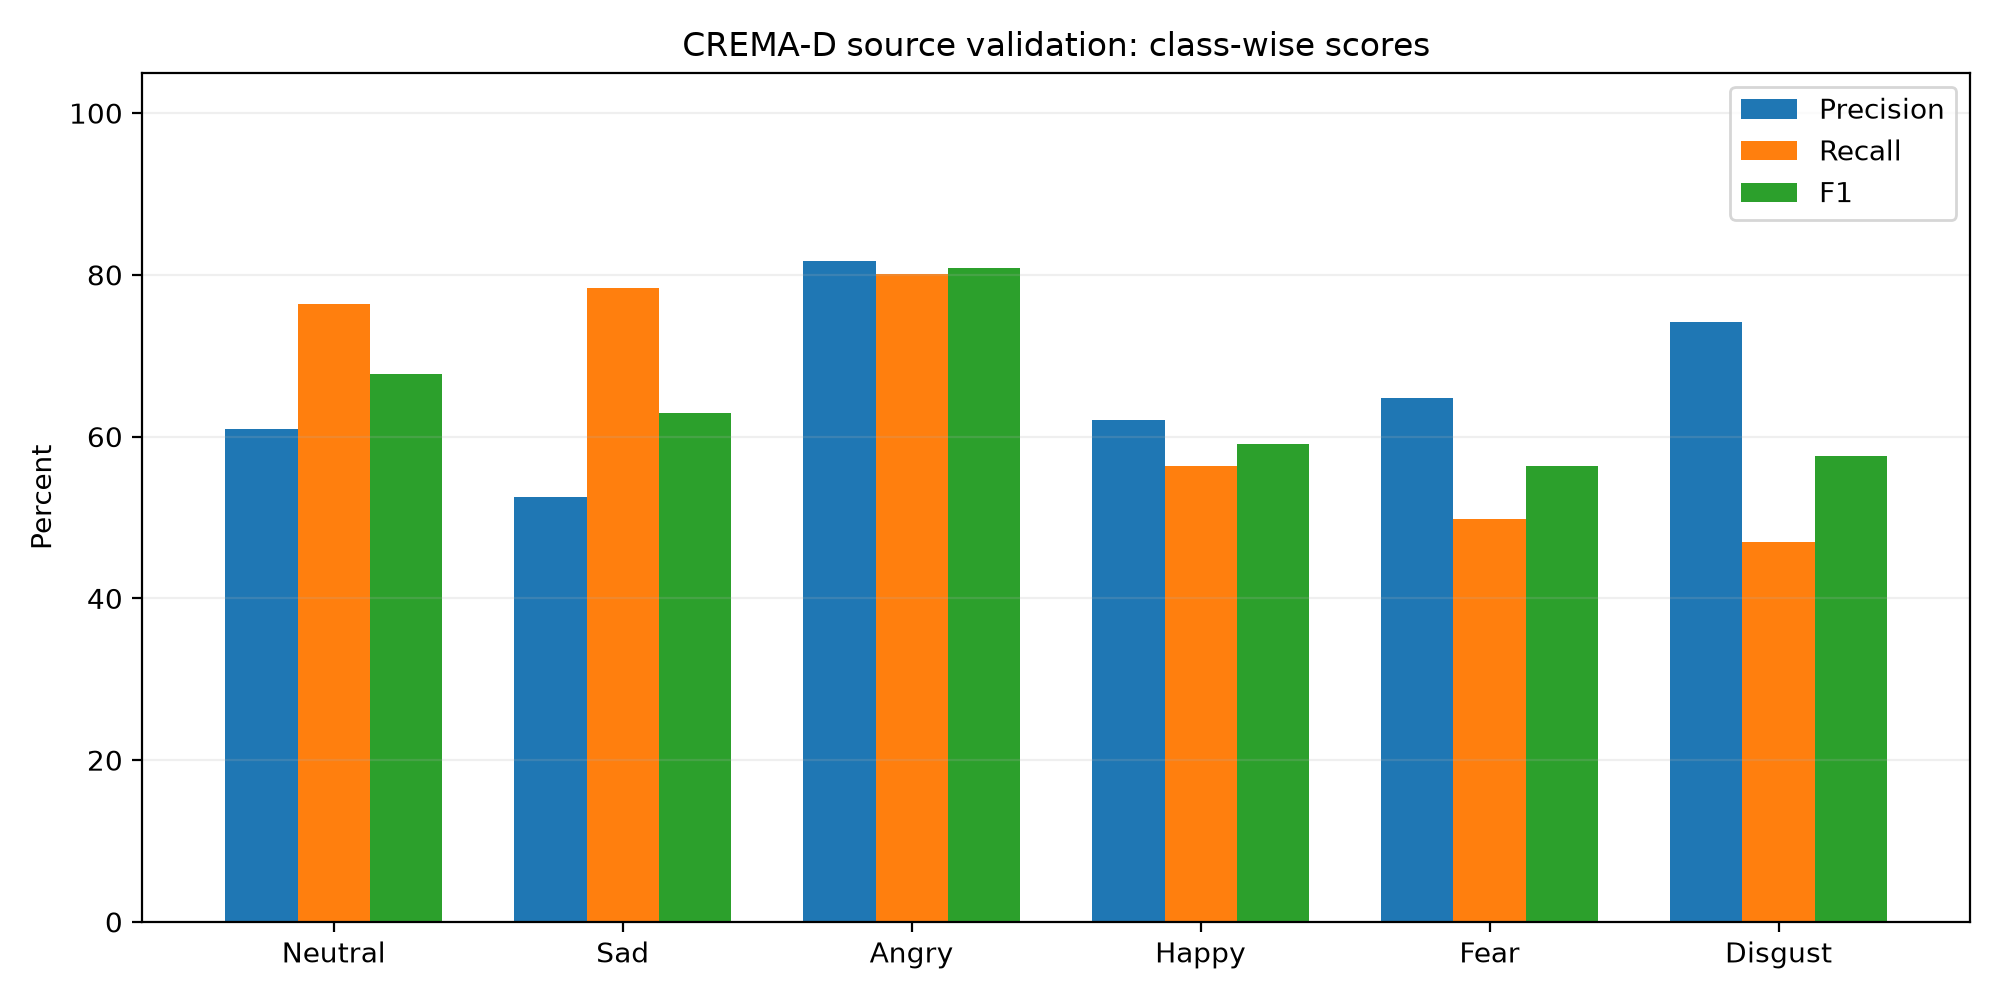 CREMA-D source validation: class-wise scores
Precision
Recall
F1
Percent
100
80
60
40
20
0
Neutral
Sad
Angry
Happy
Fear
Disgust